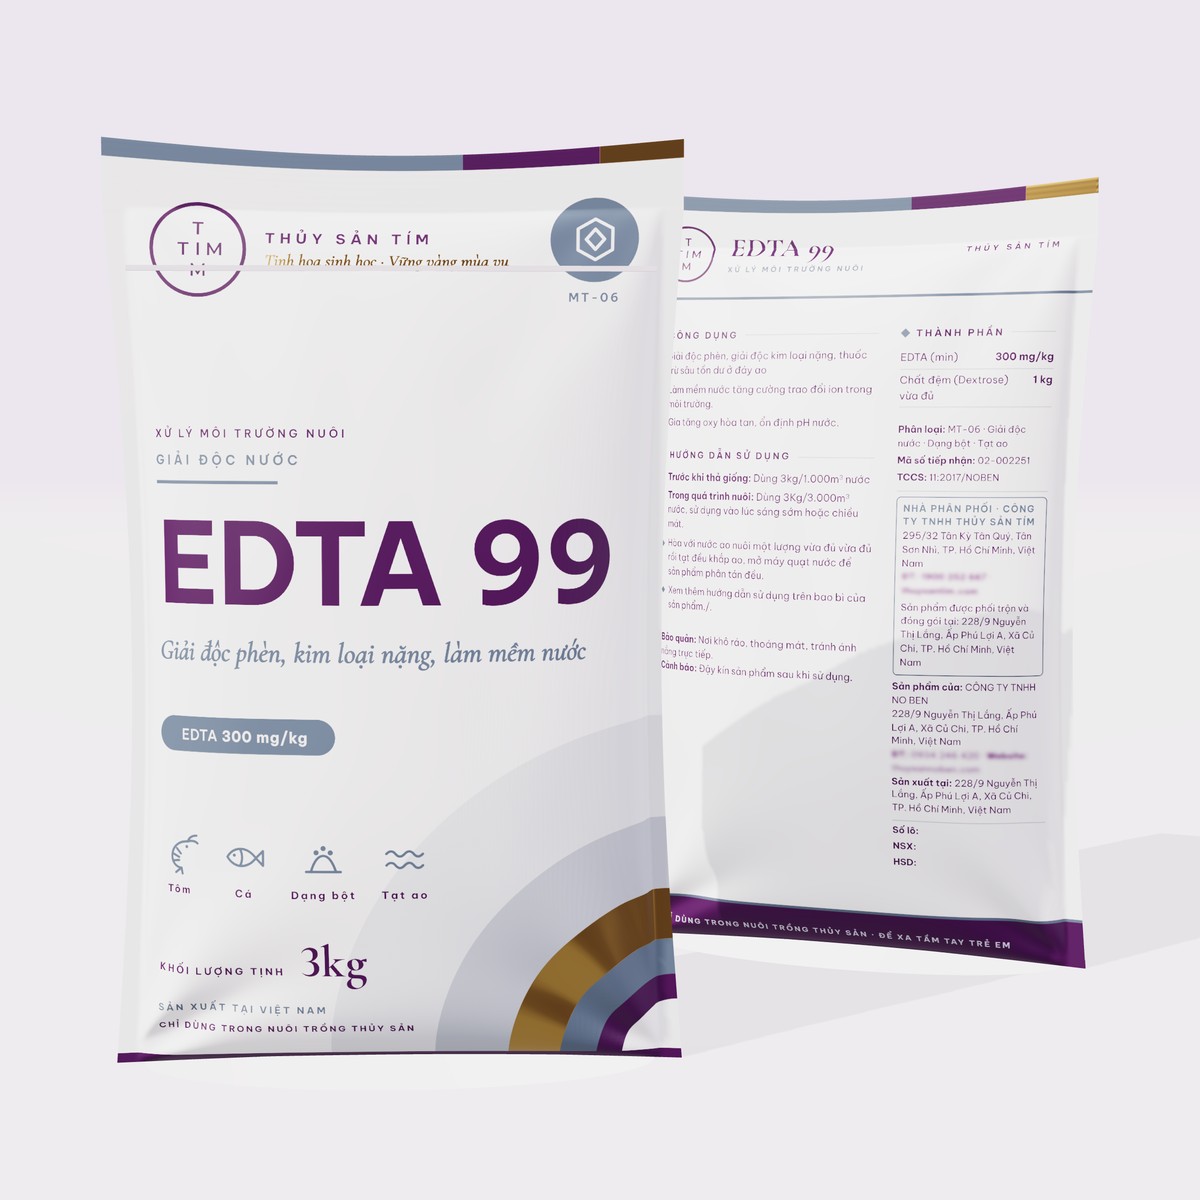 T
TIM
M
THỦY SẢN TÍM
Tinh hoa sinh học · Vững vàng mùa vụ
MT-06
XỬ LÝ MÔI TRƯỜNG NUÔI
GIẢI ĐỘC NƯỚC
EDTA 99
Giải độc phèn, kim loại nặng, làm mềm nước
EDTA 300 mg/kg
Tôm
Cá
Dạng bột
Tạt ao
KHỐI LƯỢNG TỊNH 3kg
SẢN XUẤT TẠI VIỆT NAM
CHỈ DÙNG TRONG NUÔI TRỒNG THỦY SẢN
T
TIM
M
EDTA 99
XỬ LÝ MÔI TRƯỜNG NUÔI
THỦY SẢN TÍM
CÔNG DỤNG
Giải độc phèn, giải độc kim loại nặng, thuốc
trừ sâu tồn dư ở đáy ao
Làm mềm nước tăng cường trao đổi ion trong
môi trường.
Gia tăng oxy hòa tan, ổn định pH nước.
HƯỚNG DẪN SỬ DỤNG
Trước khi thả giống: Dùng 3kg/1.000m³ nước
Trong quá trình nuôi: Dùng 3Kg/3.000m³
nước, sử dụng vào lúc sáng sớm hoặc chiều
mát.
Hòa với nước ao nuôi một lượng vừa đủ vừa đủ
rồi tạt đều khắp ao, mở máy quạt nước để
sản phẩm phân tán đều.
Xem thêm hướng dẫn sử dụng trên bao bì của
sản phẩm./.
Bảo quản: Nơi khô ráo, thoáng mát, tránh ánh
nắng trực tiếp.
Cảnh báo: Đậy kín sản phẩm sau khi sử dụng.
THÀNH PHẦN
EDTA (min) 300 mg/kg
Chất đệm (Dextrose) 1 kg
vừa đủ
Phân loại: MT-06 · Giải độc
nước · Dạng bột · Tạt ao
Mã số tiếp nhận: 02-002251
TCCS: 11:2017/NOBEN
NHÀ PHÂN PHỐI · CÔNG
TY TNHH THỦY SẢN TÍM
295/32 Tân Kỳ Tân Quý, Tân
Sơn Nhì, TP. Hồ Chí Minh, Việt
Nam
Sản phẩm được phối trộn và
đóng gói tại: 228/9 Nguyễn
Thị Lắng, Ấp Phú Lợi A, Xã Củ
Chi, TP. Hồ Chí Minh, Việt
Nam
Sản phẩm của: CÔNG TY TNHH
NO BEN
228/9 Nguyễn Thị Lắng, Ấp Phú
Lợi A, Xã Củ Chi, TP. Hồ Chí
Minh, Việt Nam
Sản xuất tại: 228/9 Nguyễn Thị
Lắng, Ấp Phú Lợi A, Xã Củ Chi,
TP. Hồ Chí Minh, Việt Nam
Số lô:
NSX:
HSD:
DÙNG TRONG NUÔI TRỒNG THỦY SẢN · ĐỂ XA TẦM TAY TRẺ EM